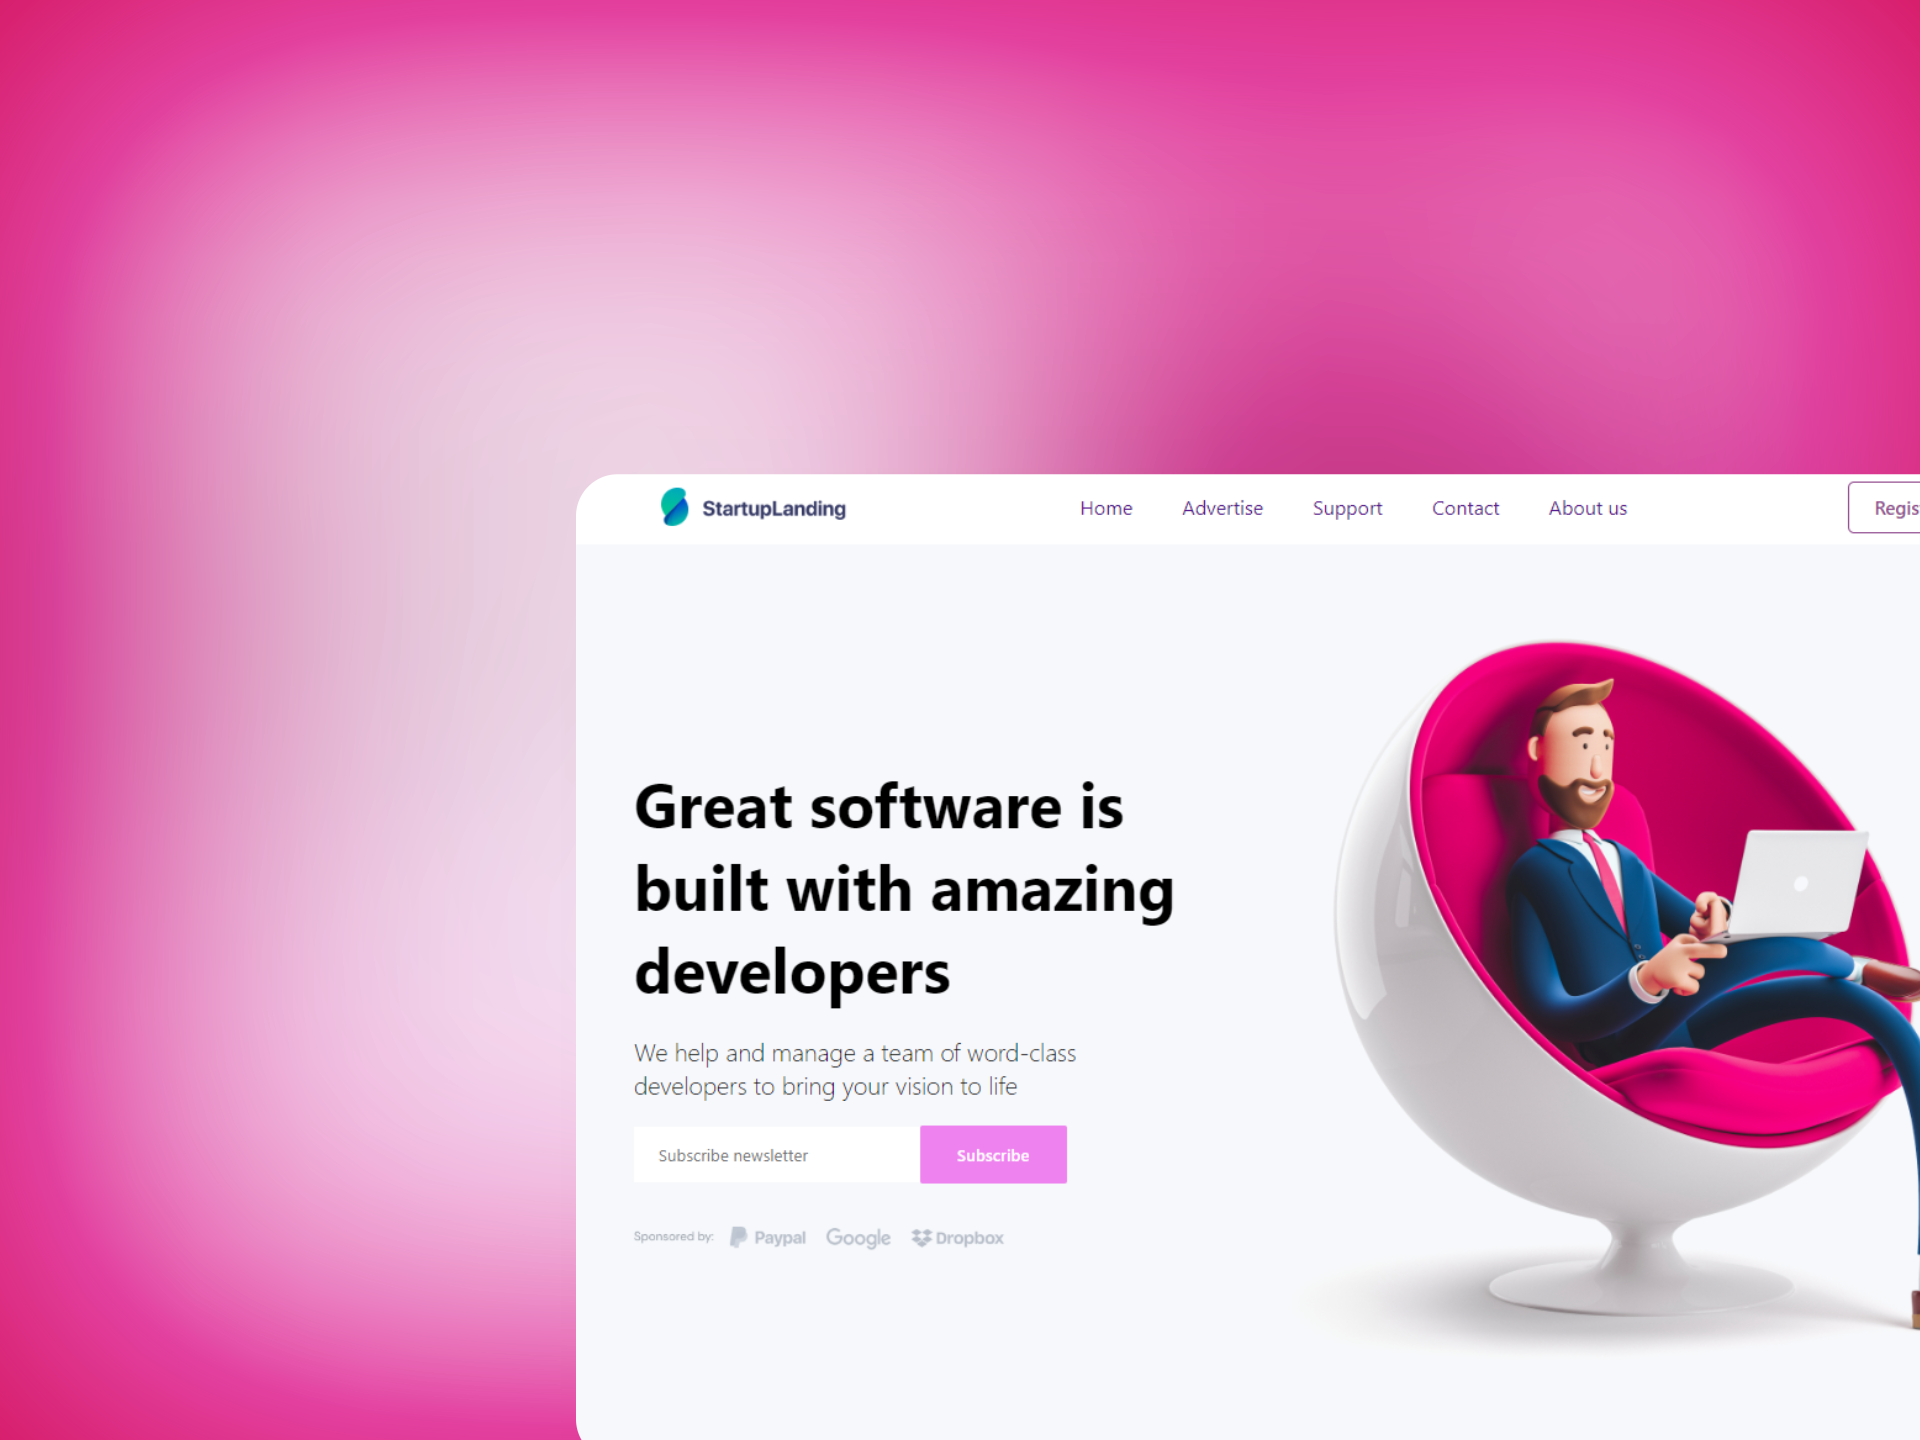 StartupLanding
Home Advertise Support Contact About us
Great software is
built with amazing
developers
We help and manage a team of word-class
developers to bring your vision to life
Subscribe newsletter Subscribe
Sponsored by: Paypal Google Dropbox